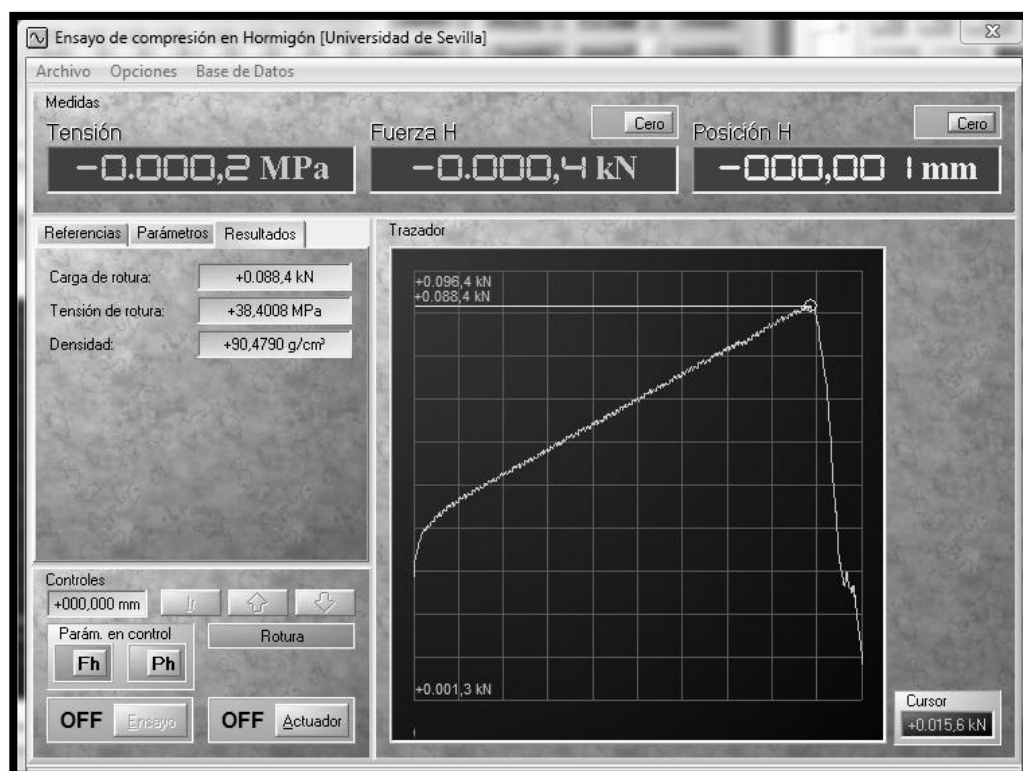 Ensayo de compresión en Hormigón [Universidad de Sevilla]
Archivo Opciones Base de Datos
Medidas
Tensión
-0.000,2 MPa
Fuerza H
Cero
-0.000,4 kN
Posición H
Cero
-000,001 mm
Referencias Parámetros Resultados
Carga de rotura: +0.088,4 kN
Tensión de rotura: +38,4008 MPa
Densidad: +90,4790 g/cm³
Trazador
+0.096,4 kN
+0.088,4 kN
+0.001,3 kN
Controles
+000,000 mm Ir
Parám. en control
Fh Ph
Rotura
OFF Ensayo
OFF Actuador
Cursor
+0.015,6 kN